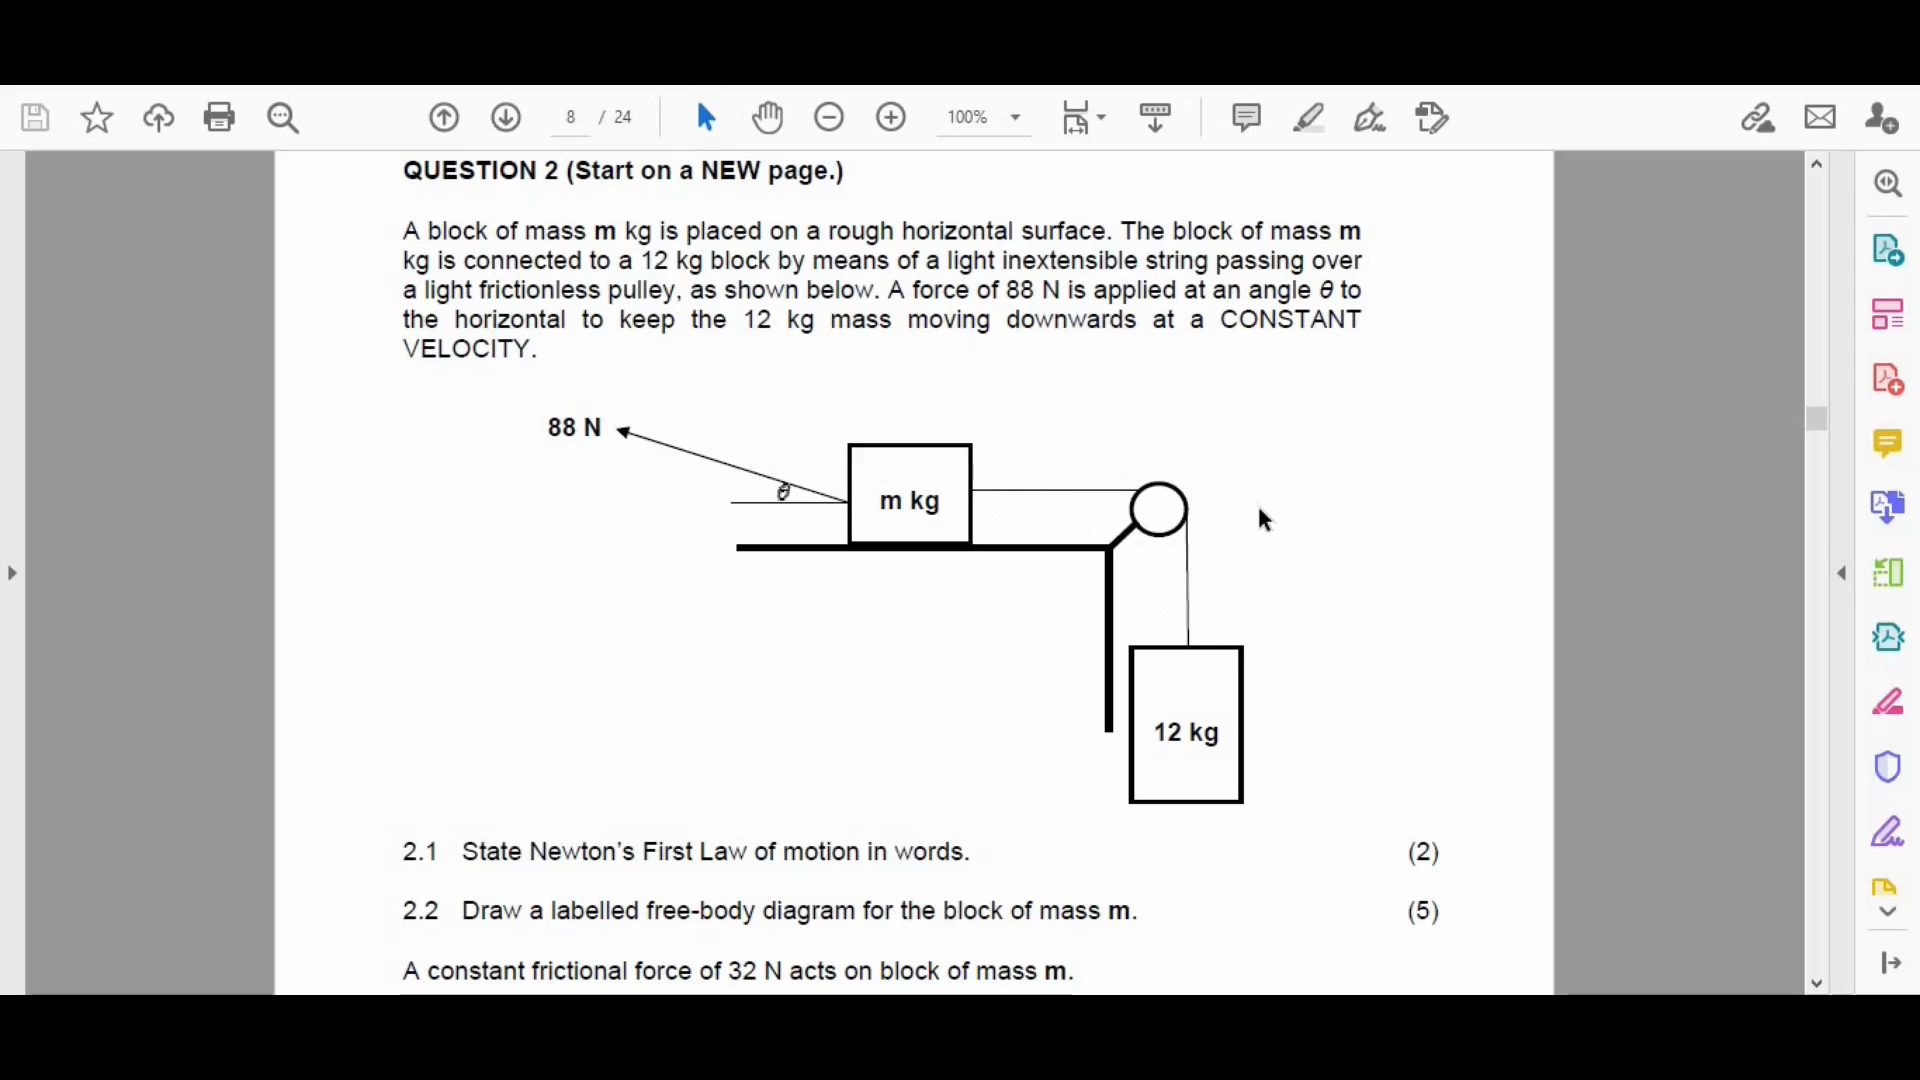 8 / 24
100%
QUESTION 2 (Start on a NEW page.)
A block of mass m kg is placed on a rough horizontal surface. The block of mass m
kg is connected to a 12 kg block by means of a light inextensible string passing over
a light frictionless pulley, as shown below. A force of 88 N is applied at an angle θ to
the horizontal to keep the 12 kg mass moving downwards at a CONSTANT
VELOCITY.
88 N
θ
m kg
12 kg
2.1 State Newton's First Law of motion in words. (2)
2.2 Draw a labelled free-body diagram for the block of mass m. (5)
A constant frictional force of 32 N acts on block of mass m.